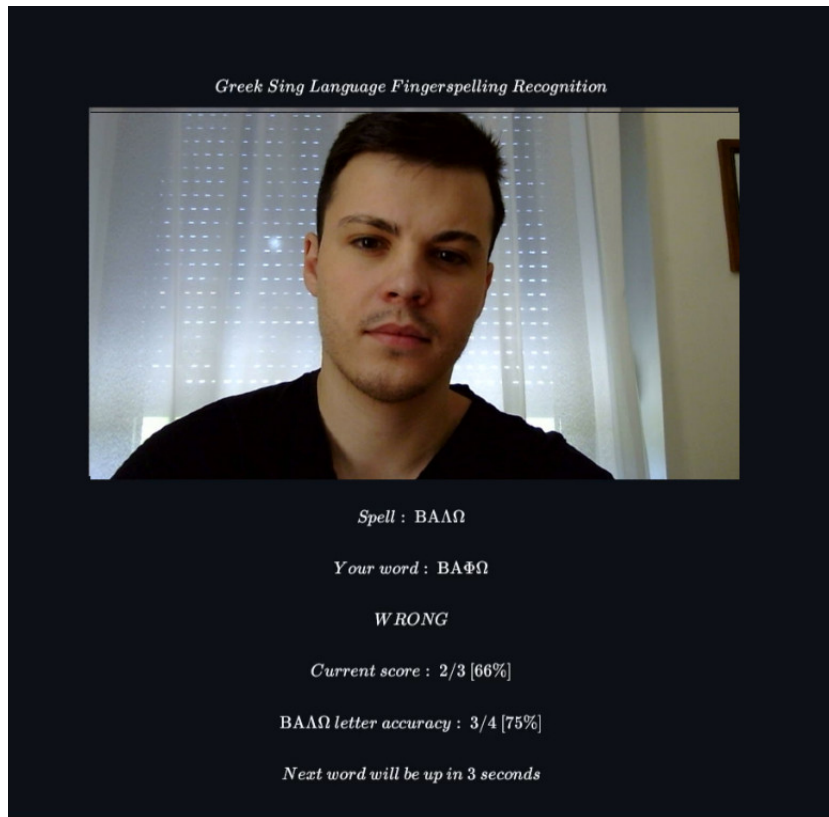 Greek Sing Language Fingerspelling Recognition
Spell : ΒΑΛΩ
Your word : ΒΑΦΩ
WRONG
Current score : 2/3 [66%]
ΒΑΛΩ letter accuracy : 3/4 [75%]
Next word will be up in 3 seconds